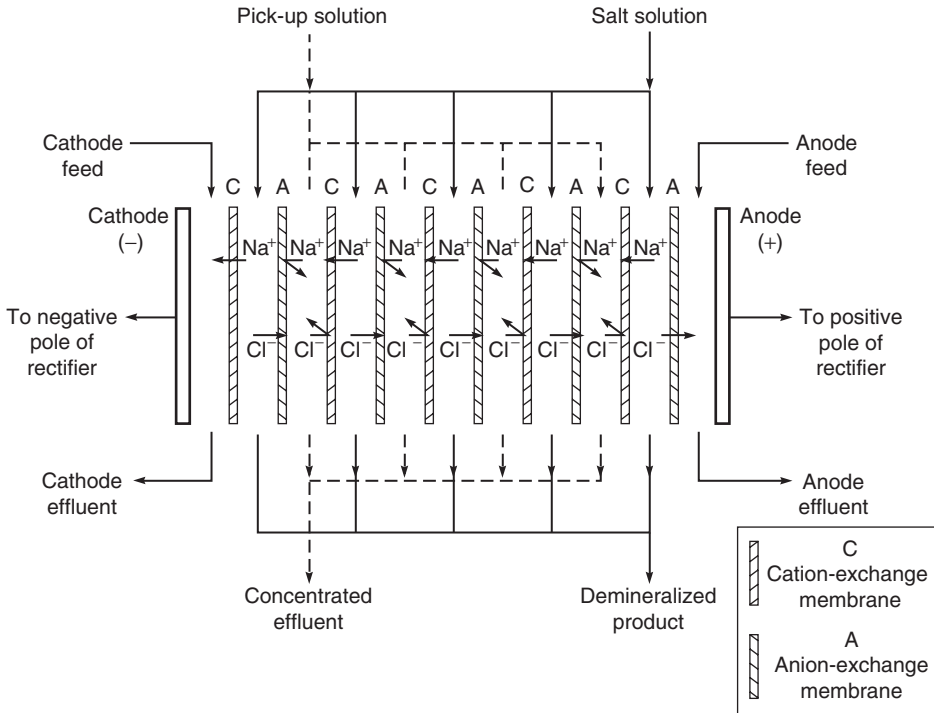 Pick-up solution
Salt solution
Cathode
feed
Anode
feed
C A C A C A C A C A
Cathode
(–)
Anode
(+)
Na+ Na+ Na+ Na+ Na+ Na+ Na+ Na+ Na+
To negative
pole of
rectifier
To positive
pole of
rectifier
Cl– Cl– Cl– Cl– Cl– Cl– Cl– Cl– Cl–
Cathode
effluent
Anode
effluent
Concentrated
effluent
Demineralized
product
C
Cation-exchange
membrane
A
Anion-exchange
membrane